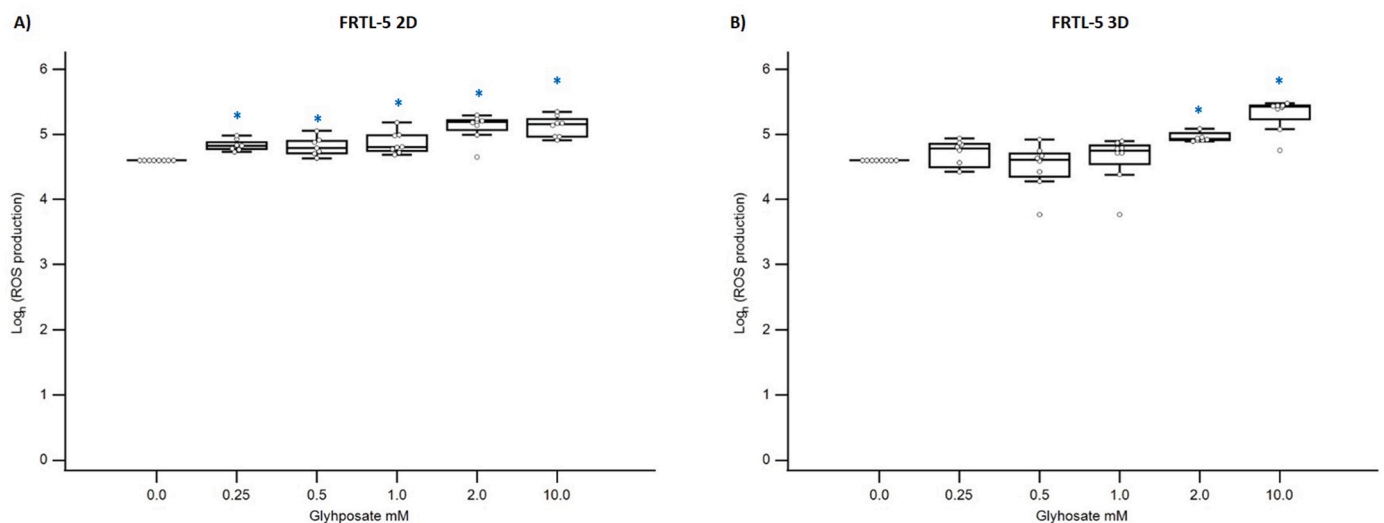 A) FRTL-5 2D
6
5
4
3
2
1
0
Logn (ROS production)
* * * * *
0.0 0.25 0.5 1.0 2.0 10.0
Glyhposate mM
B) FRTL-5 3D
6
5
4
3
2
1
0
Logn (ROS production)
* *
0.0 0.25 0.5 1.0 2.0 10.0
Glyhosate mM